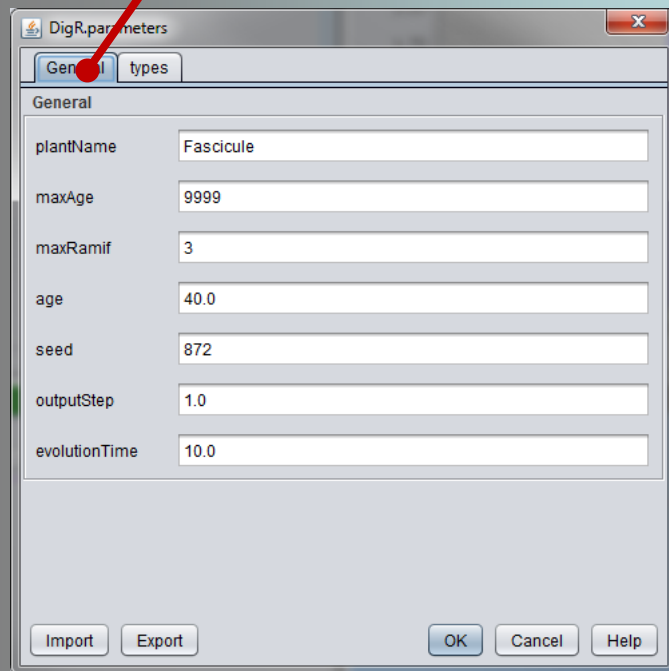 DigR.parameters
General types
General
plantName Fascicule
maxAge 9999
maxRamif 3
age 40.0
seed 872
outputStep 1.0
evolutionTime 10.0
Import Export OK Cancel Help